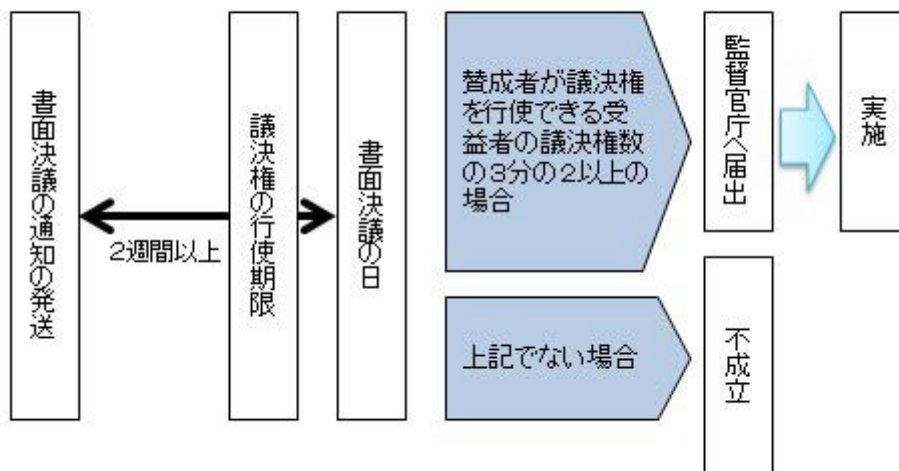 書面決議の通知の発送
2週間以上
議決権の行使期限
書面決議の日
賛成者が議決権
を行使できる受
益者の議決権数
の3分の2以上の
場合
監督官庁へ届出
実施
上記でない場合
不成立